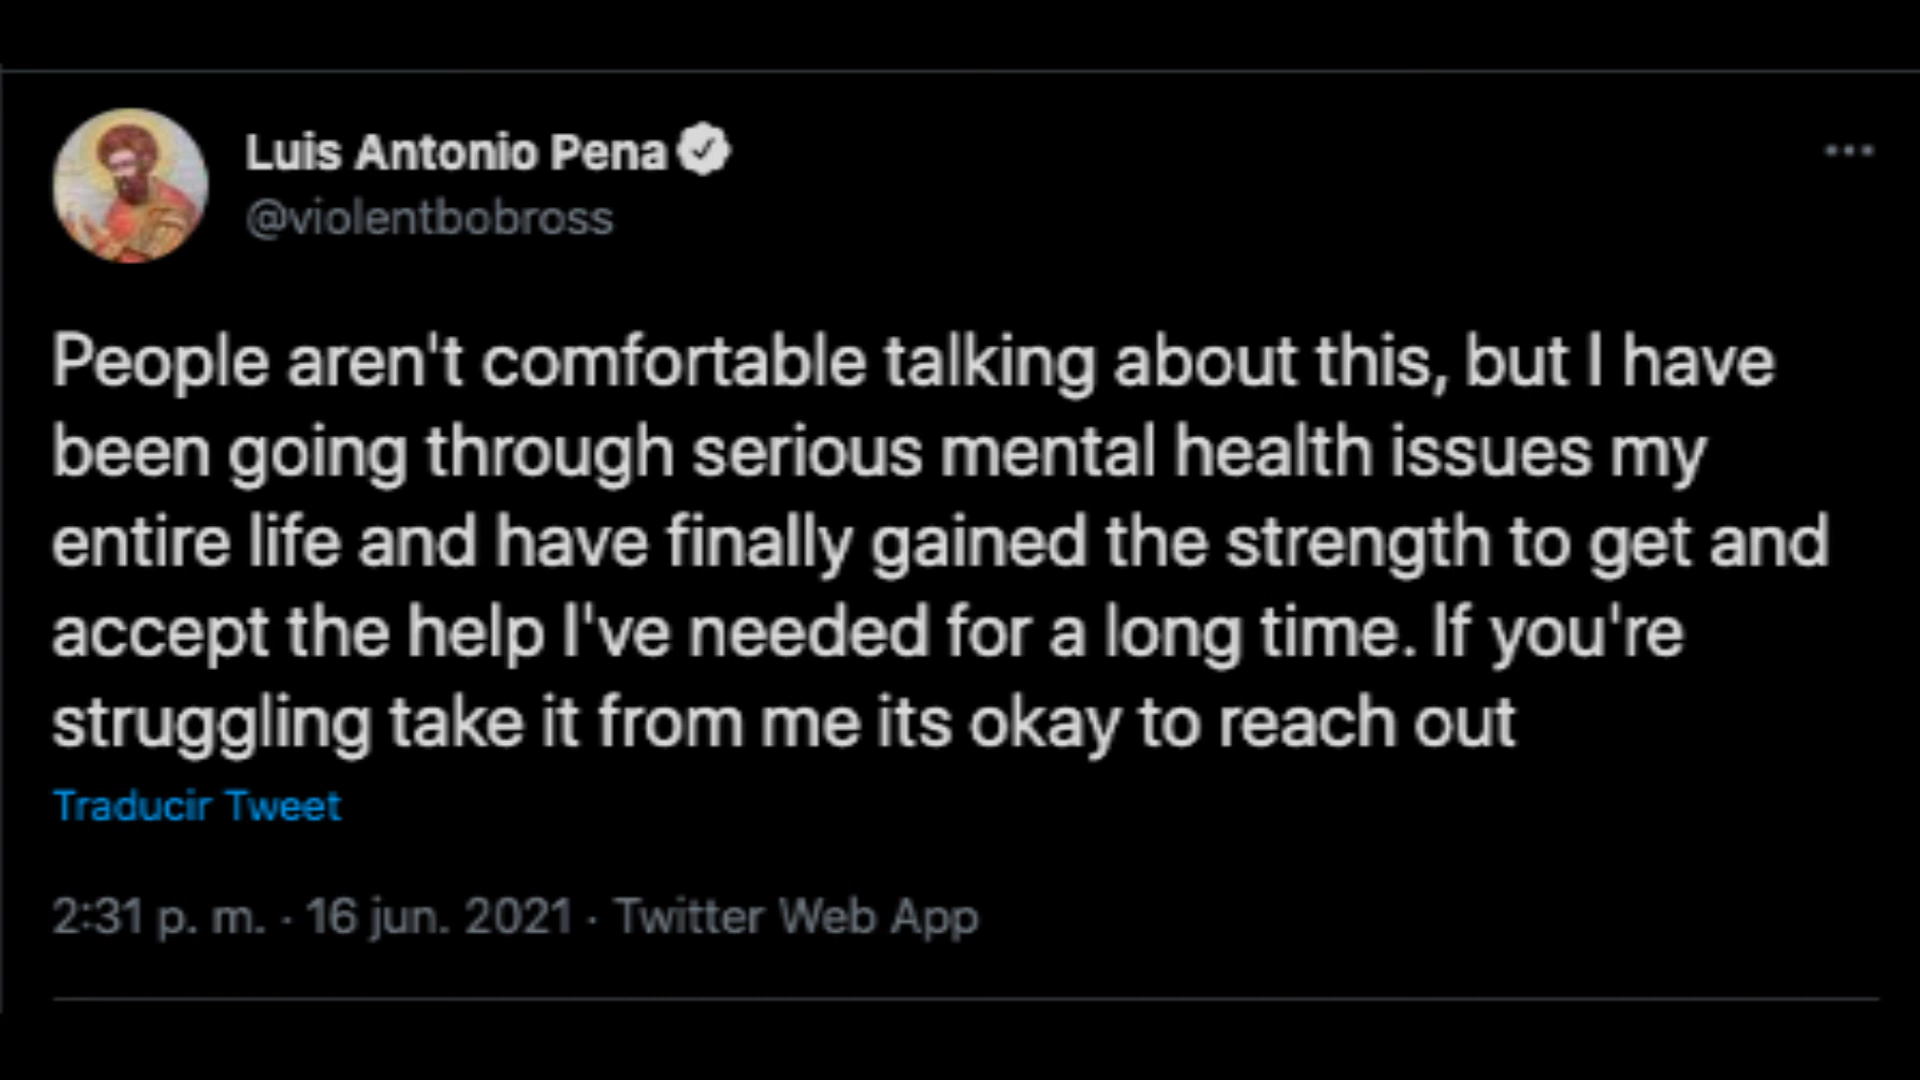 Luis Antonio Pena
@violentbobross
People aren't comfortable talking about this, but I have
been going through serious mental health issues my
entire life and have finally gained the strength to get and
accept the help I've needed for a long time. If you're
struggling take it from me its okay to reach out
Traducir Tweet
2:31 p. m. · 16 jun. 2021 · Twitter Web App